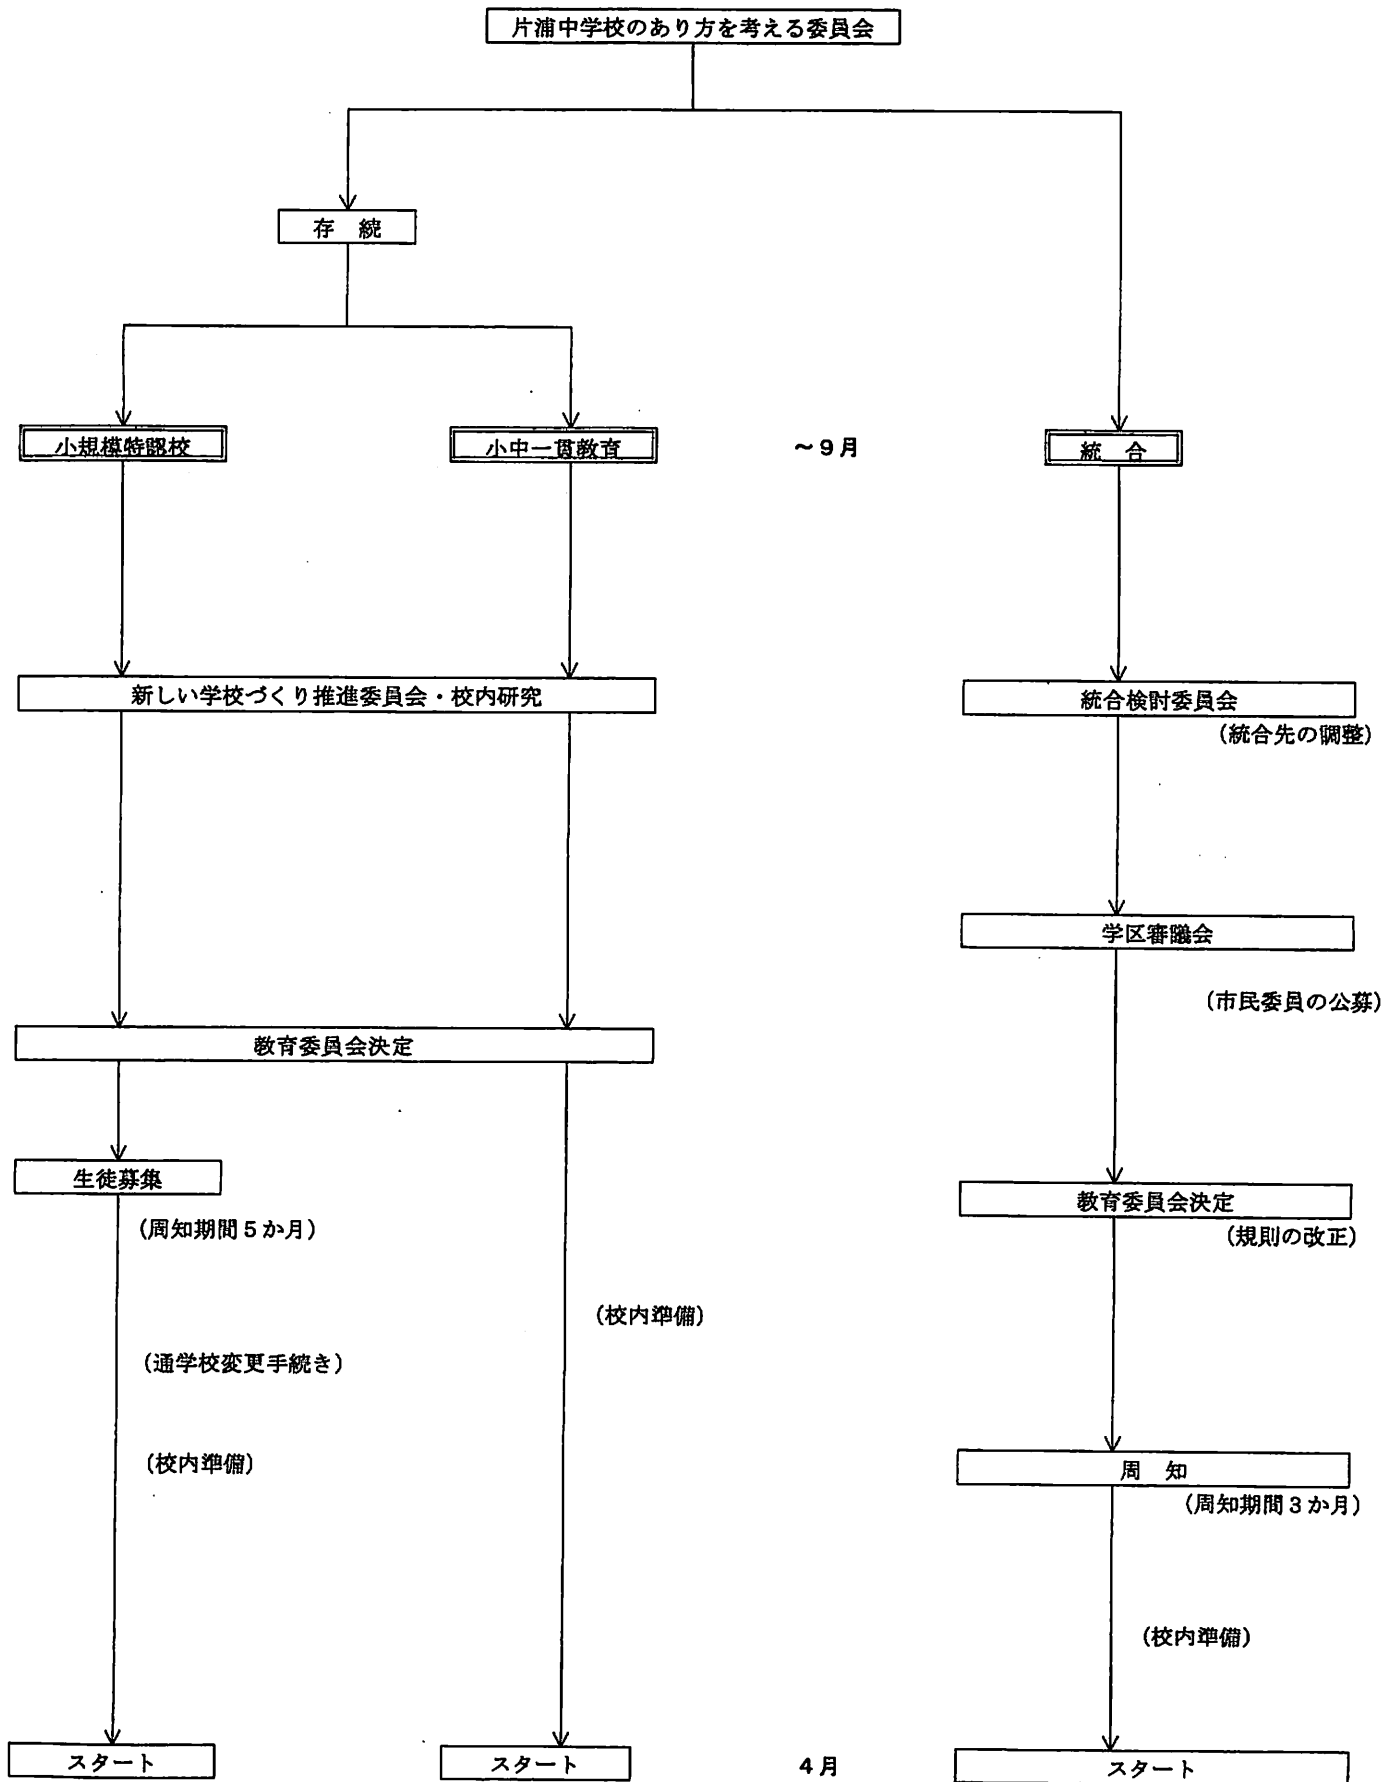 片浦中学校のあり方を考える委員会
存　続
小規模特認校
小中一貫教育
～９月
統　合
新しい学校づくり推進委員会・校内研究
統合検討委員会
（統合先の調整）
学区審議会
（市民委員の公募）
教育委員会決定
生徒募集
（周知期間５か月）
教育委員会決定
（規則の改正）
（校内準備）
（通学校変更手続き）
（校内準備）
周　知
（周知期間３か月）
（校内準備）
スタート
スタート
４月
スタート